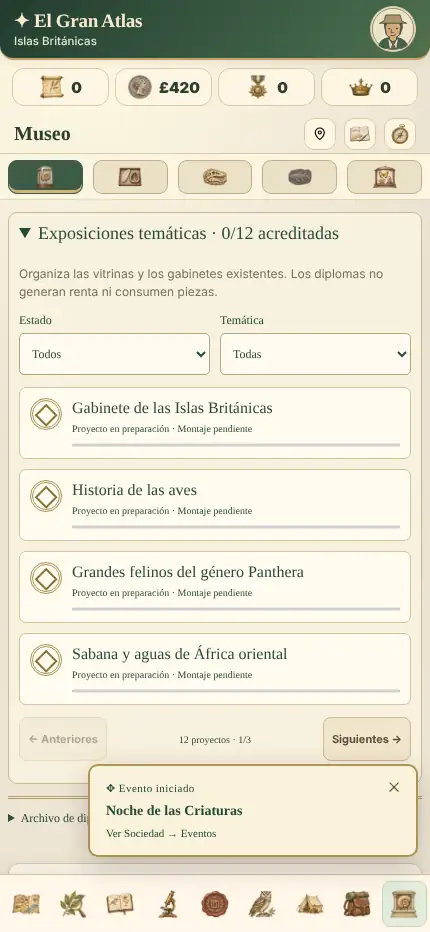 ✦ El Gran Atlas
Islas Británicas
0
£420
0
0
Museo
▼ Exposiciones temáticas · 0/12 acreditadas
Organiza las vitrinas y los gabinetes existentes. Los diplomas no
generan renta ni consumen piezas.
Estado
Temática
Todos
Todas
Gabinete de las Islas Británicas
Proyecto en preparación · Montaje pendiente
Historia de las aves
Proyecto en preparación · Montaje pendiente
Grandes felinos del género Panthera
Proyecto en preparación · Montaje pendiente
Sabana y aguas de África oriental
Proyecto en preparación · Montaje pendiente
← Anteriores
12 proyectos · 1/3
Siguientes →
✥ Evento iniciado
Noche de las Criaturas
Ver Sociedad → Eventos
▶ Archivo de